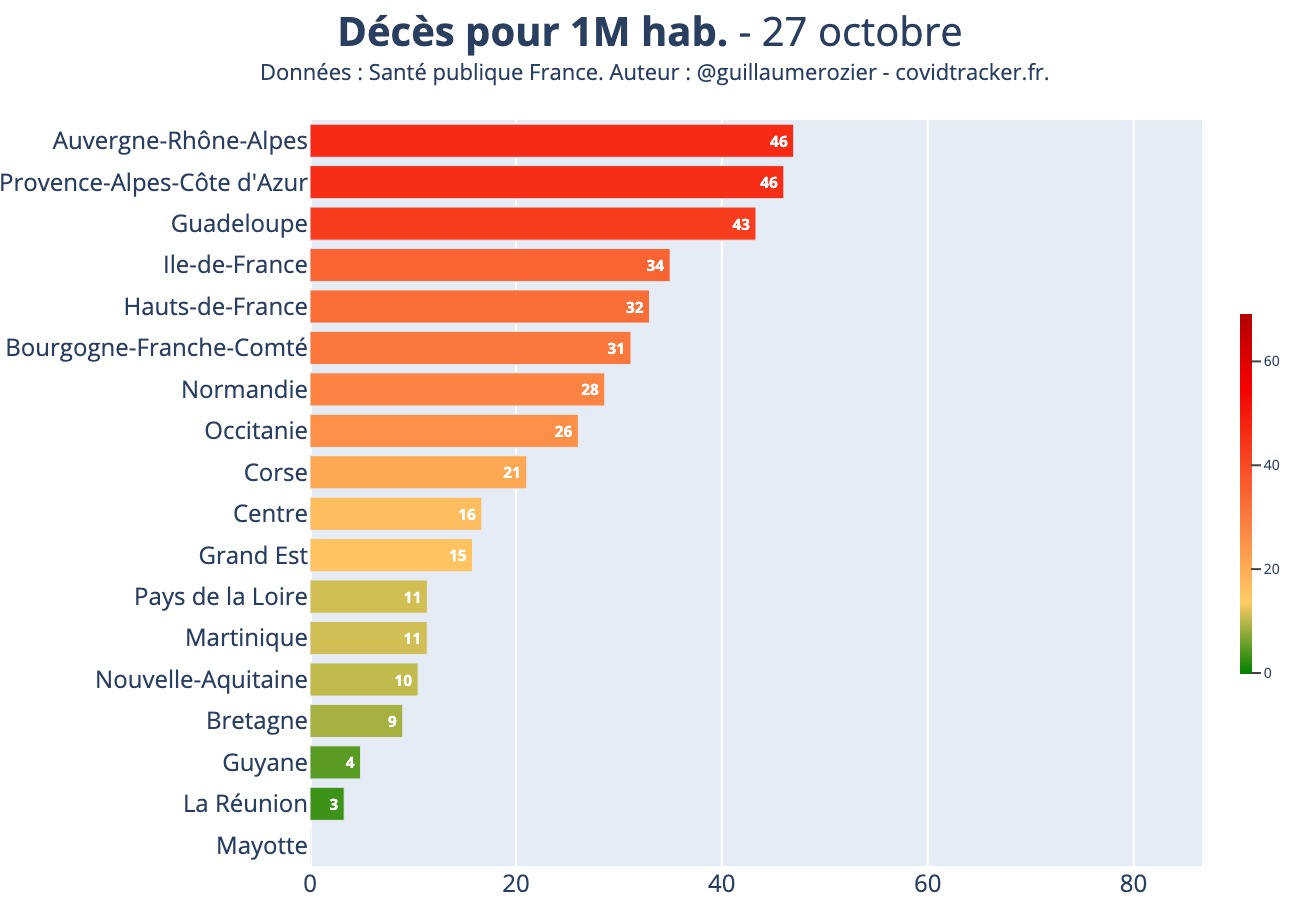 Décès pour 1M hab. - 27 octobre
Données : Santé publique France. Auteur : @guillaumerozier - covidtracker.fr.
Auvergne-Rhône-Alpes 46
Provence-Alpes-Côte d'Azur 46
Guadeloupe 43
Ile-de-France 34
Hauts-de-France 32
Bourgogne-Franche-Comté 31
Normandie 28
Occitanie 26
Corse 21
Centre 16
Grand Est 15
Pays de la Loire 11
Martinique 11
Nouvelle-Aquitaine 10
Bretagne 9
Guyane 4
La Réunion 3
Mayotte
0 20 40 60 80
60
40
20
0